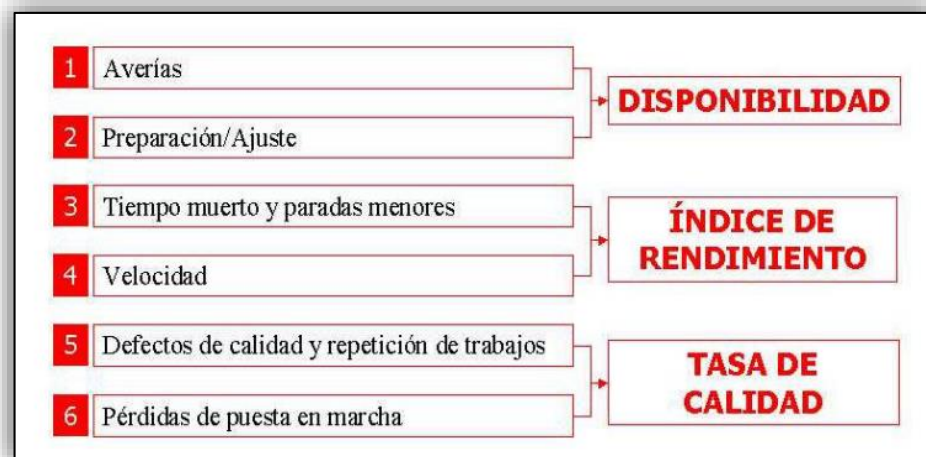 1 Averías
DISPONIBILIDAD
2 Preparación/Ajuste
3 Tiempo muerto y paradas menores
ÍNDICE DE
RENDIMIENTO
4 Velocidad
5 Defectos de calidad y repetición de trabajos
TASA DE
CALIDAD
6 Pérdidas de puesta en marcha